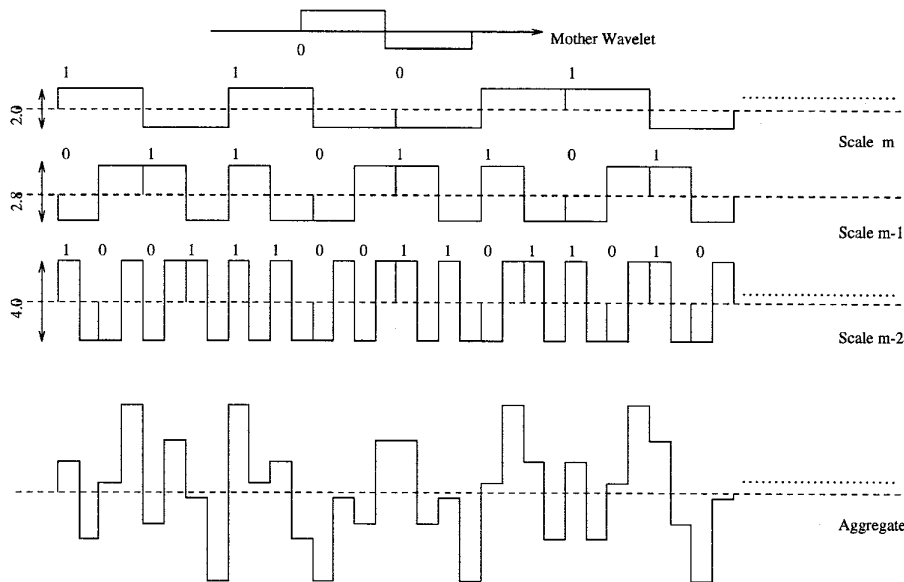 Mother Wavelet
0
1 1 0 1
2.0
Scale m
0 1 1 0 1 1 0 1
2.8
Scale m-1
1 0 0 1 1 1 0 0 1 1 0 1 1 0 1 0
4.0
Scale m-2
Aggregate